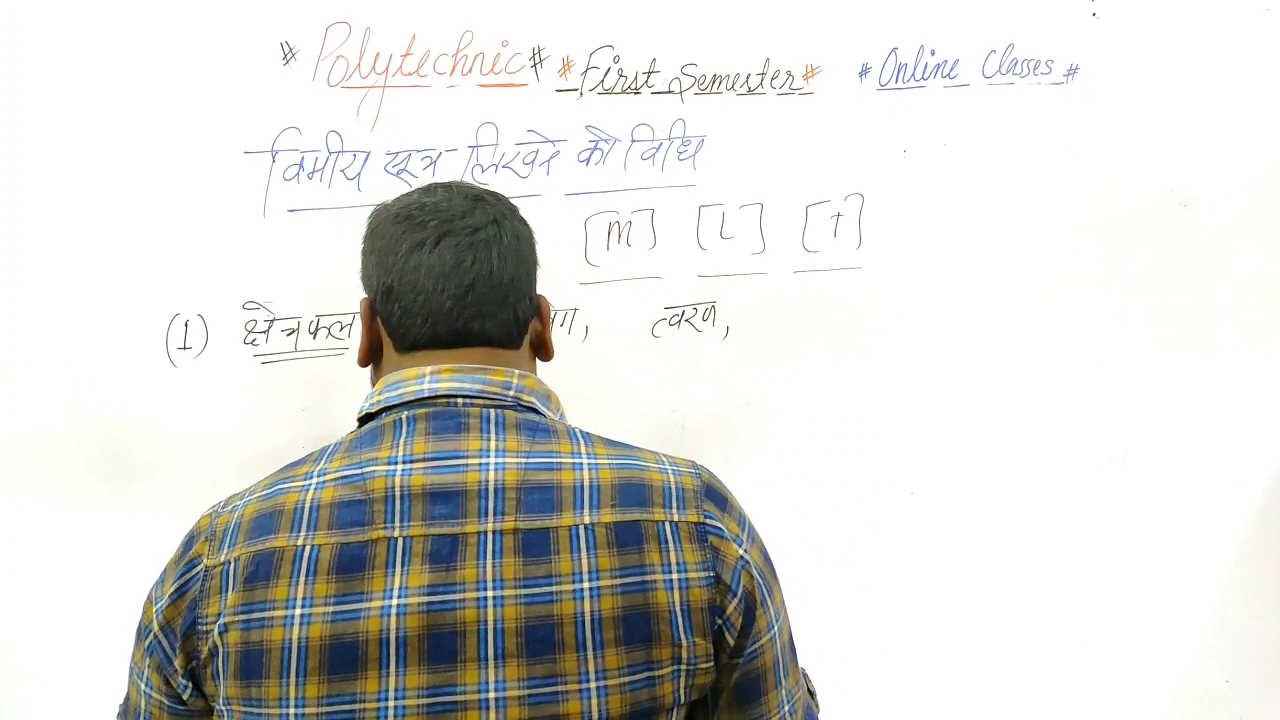 # Polytechnic # # First Semester # # Online Classes #
विमीय सूत्र लिखने की विधि
[M] [L] [T]
(1) क्षेत्रफल त्वरण,